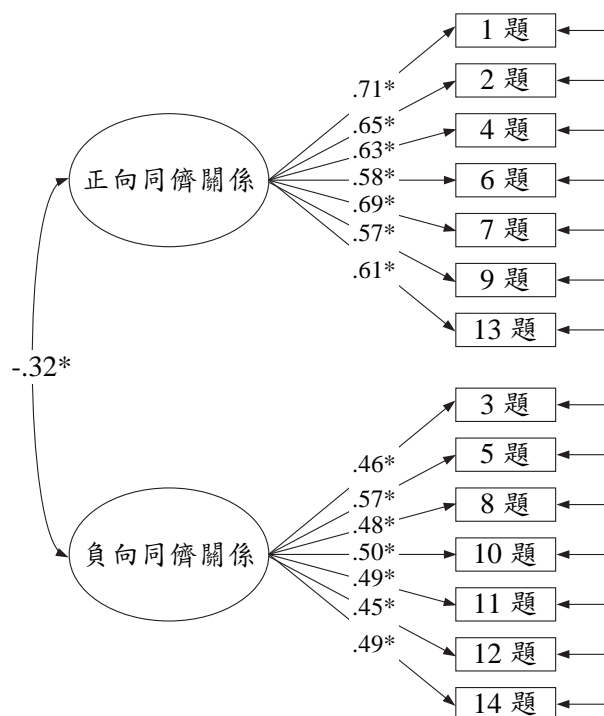 1 題
.71*
2 題
.65*
4 題
.63*
正向同儕關係
.58*
6 題
.69*
7 題
.57*
9 題
.61*
13 題
-.32*
3 題
.46*
5 題
.57*
8 題
.48*
負向同儕關係
.50*
10 題
.49*
11 題
.45*
12 題
.49*
14 題